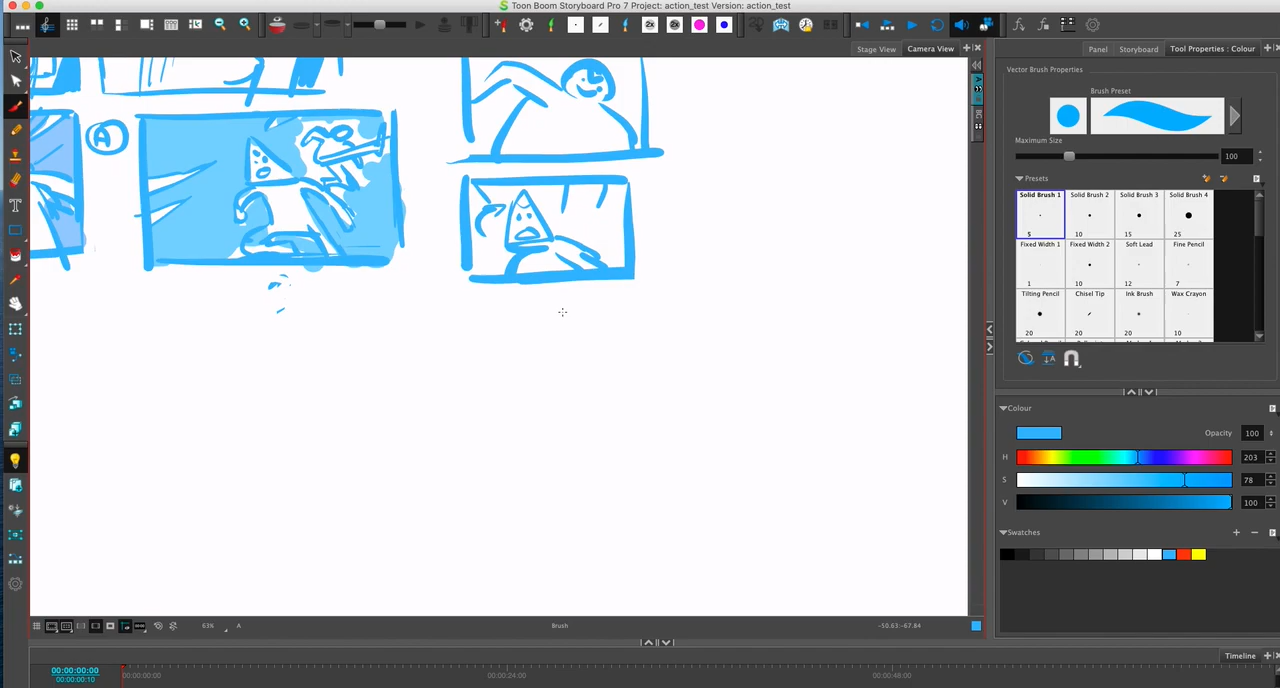 Toon Boom Storyboard Pro 7 Project: action_test Version: action_test
2x
2x
Stage View
Camera View
Panel
Storyboard
Tool Properties : Colour
Vector Brush Properties
Brush Preset
Maximum Size
100
Presets
Solid Brush 1 Solid Brush 2 Solid Brush 3 Solid Brush 4
5 10 15 25
Fixed Width 1 Fixed Width 2 Soft Lead Fine Pencil
1 10 12 7
Tilting Pencil Chisel Tip Ink Brush Wax Crayon
20 20 20 10
A
BG
A
T
A
Colour
Opacity 100
H 203
S 78
V 100
Swatches
63% A Brush -50.63:-67.84
Timeline
00:00:00:00
00:00:00:10
00:00:00:00 00:00:24:00 00:00:48:00